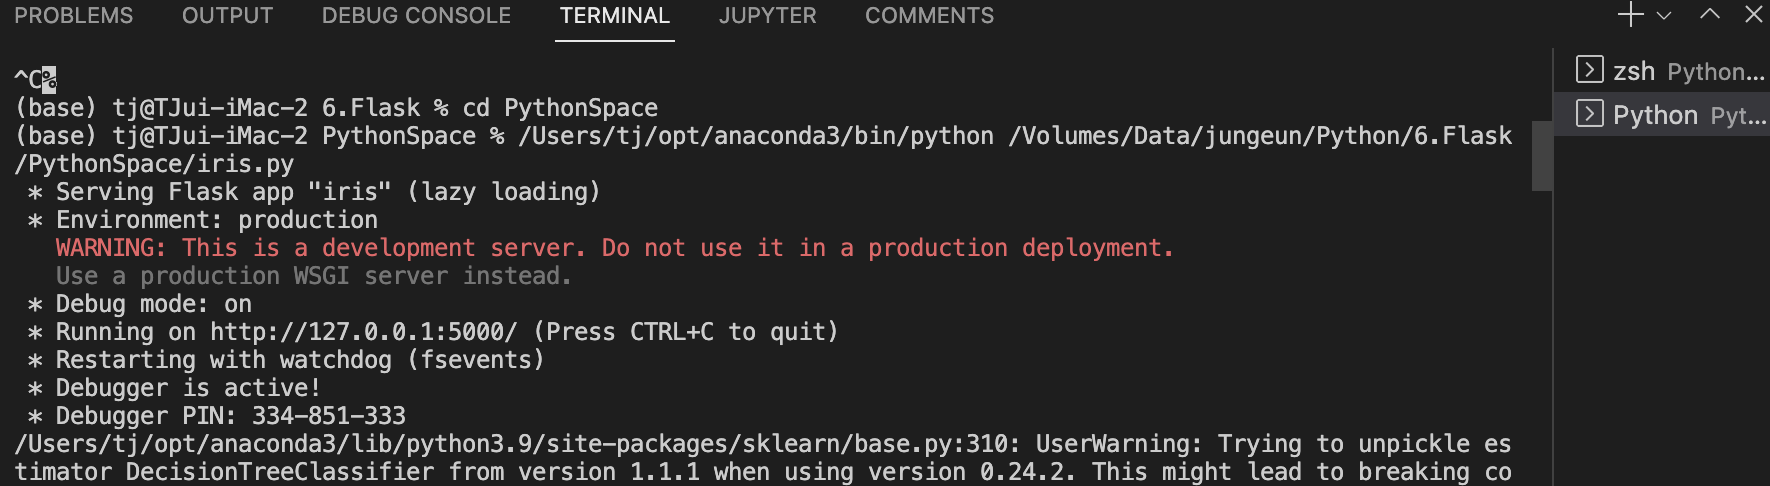 PROBLEMS OUTPUT DEBUG CONSOLE TERMINAL JUPYTER COMMENTS
^C%
(base) tj@TJui-iMac-2 6.Flask % cd PythonSpace
(base) tj@TJui-iMac-2 PythonSpace % /Users/tj/opt/anaconda3/bin/python /Volumes/Data/jungeun/Python/6.Flask
/PythonSpace/iris.py
* Serving Flask app "iris" (lazy loading)
* Environment: production
WARNING: This is a development server. Do not use it in a production deployment.
Use a production WSGI server instead.
* Debug mode: on
* Running on http://127.0.0.1:5000/ (Press CTRL+C to quit)
* Restarting with watchdog (fsevents)
* Debugger is active!
* Debugger PIN: 334-851-333
/Users/tj/opt/anaconda3/lib/python3.9/site-packages/sklearn/base.py:310: UserWarning: Trying to unpickle es
timator DecisionTreeClassifier from version 1.1.1 when using version 0.24.2. This might lead to breaking co
zsh Python...
Python Pyt...